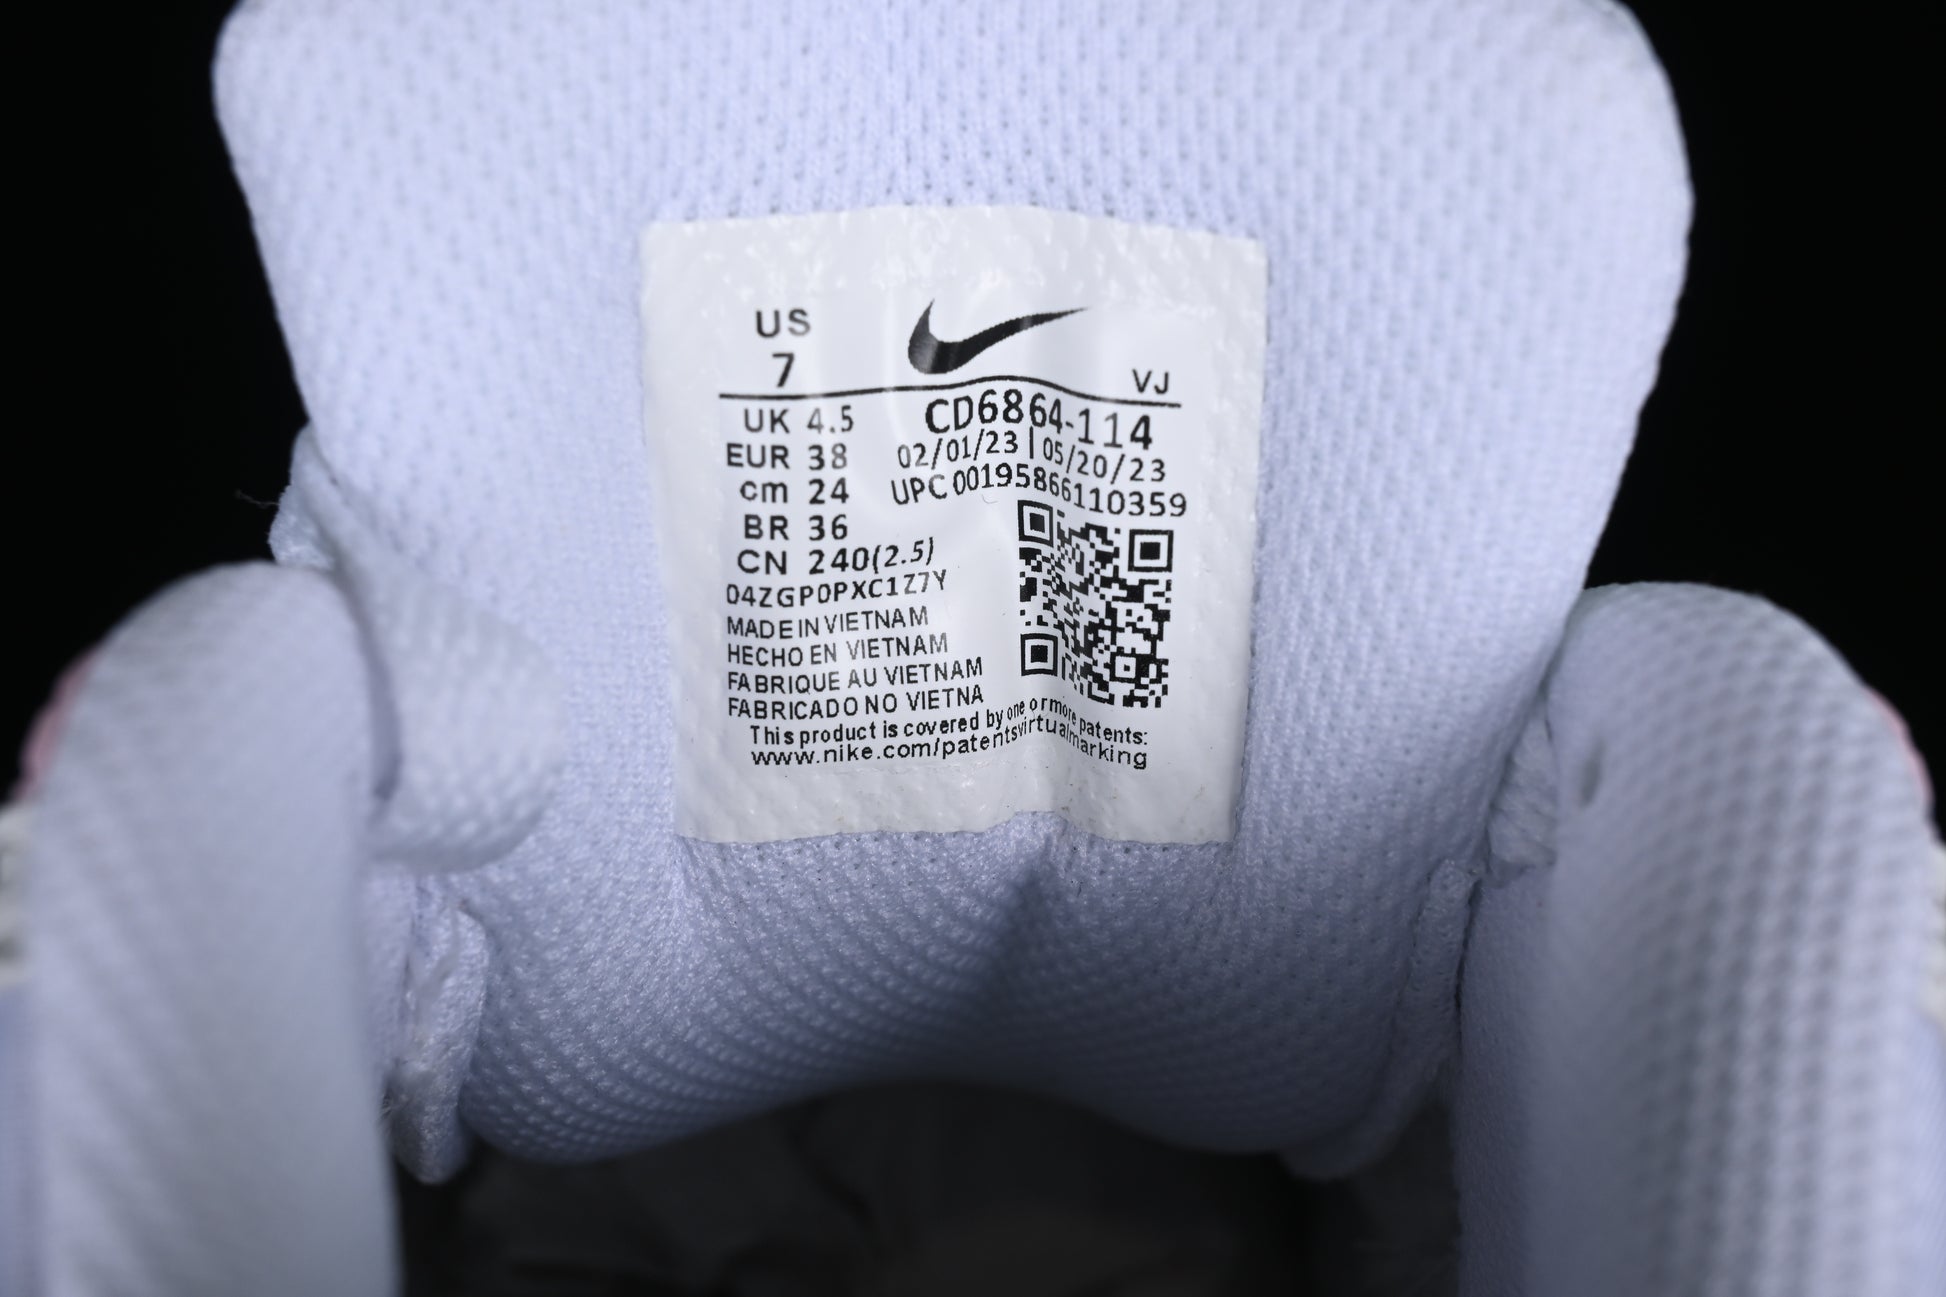 US
7
VJ
UK 4.5
EUR 38
cm 24
BR 36
CN 240(2.5)
CD6864-114
02/01/23 | 05/20/23
UPC 00195866110359
04ZGP0PXC1Z7Y
MADE IN VIETNAM
HECHO EN VIETNAM
FABRIQUE AU VIETNAM
FABRICADO NO VIETNA
This product is covered by one or more patents:
www.nike.com/patentsvirtualmarking